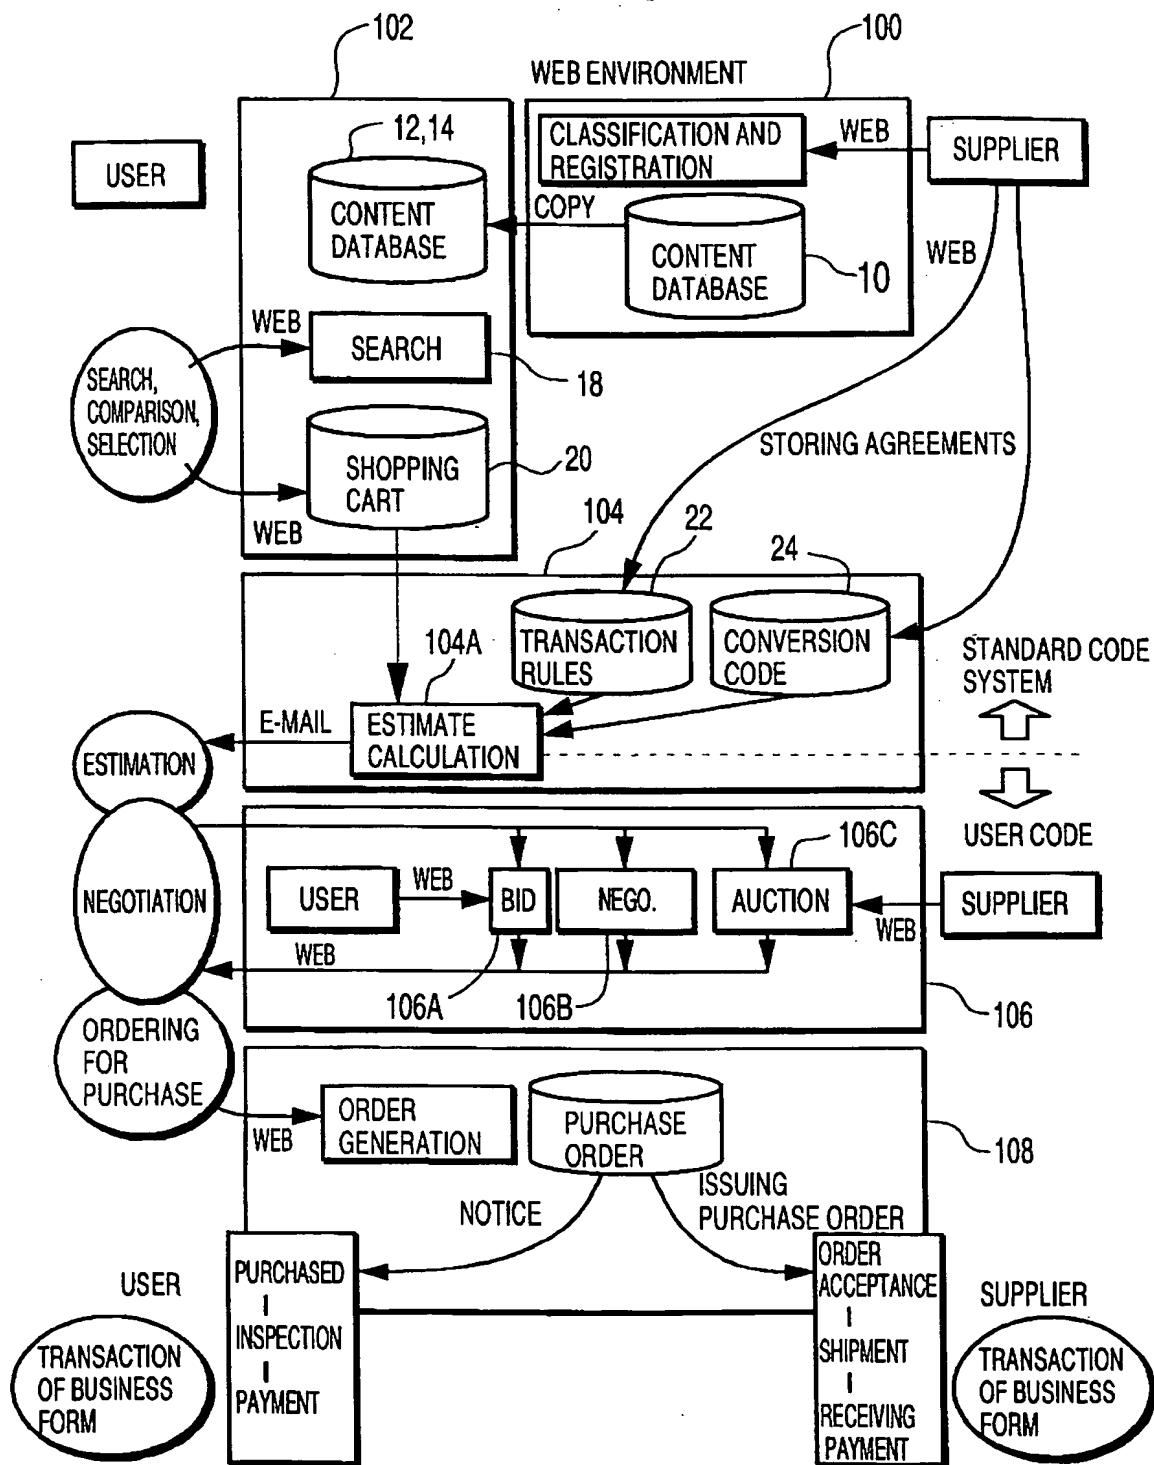 102
100
WEB ENVIRONMENT
12,14
CLASSIFICATION AND
REGISTRATION
WEB
SUPPLIER
USER
CONTENT
DATABASE
COPY
CONTENT
DATABASE
10
WEB
WEB
SEARCH
18
SEARCH,
COMPARISON,
SELECTION
STORING AGREEMENTS
SHOPPING
CART
20
WEB
104
22
24
104A
TRANSACTION
RULES
CONVERSION
CODE
STANDARD CODE
SYSTEM
E-MAIL
ESTIMATE
CALCULATION
ESTIMATION
USER CODE
106C
NEGOTIATION
USER
WEB
BID
NEGO.
AUCTION
WEB
SUPPLIER
WEB
106A
106B
106
ORDERING
FOR
PURCHASE
WEB
ORDER
GENERATION
PURCHASE
ORDER
108
NOTICE
ISSUING
PURCHASE ORDER
USER
PURCHASED
INSPECTION
PAYMENT
ORDER
ACCEPTANCE
SHIPMENT
RECEIVING
PAYMENT
SUPPLIER
TRANSACTION
OF BUSINESS
FORM
TRANSACTION
OF BUSINESS
FORM